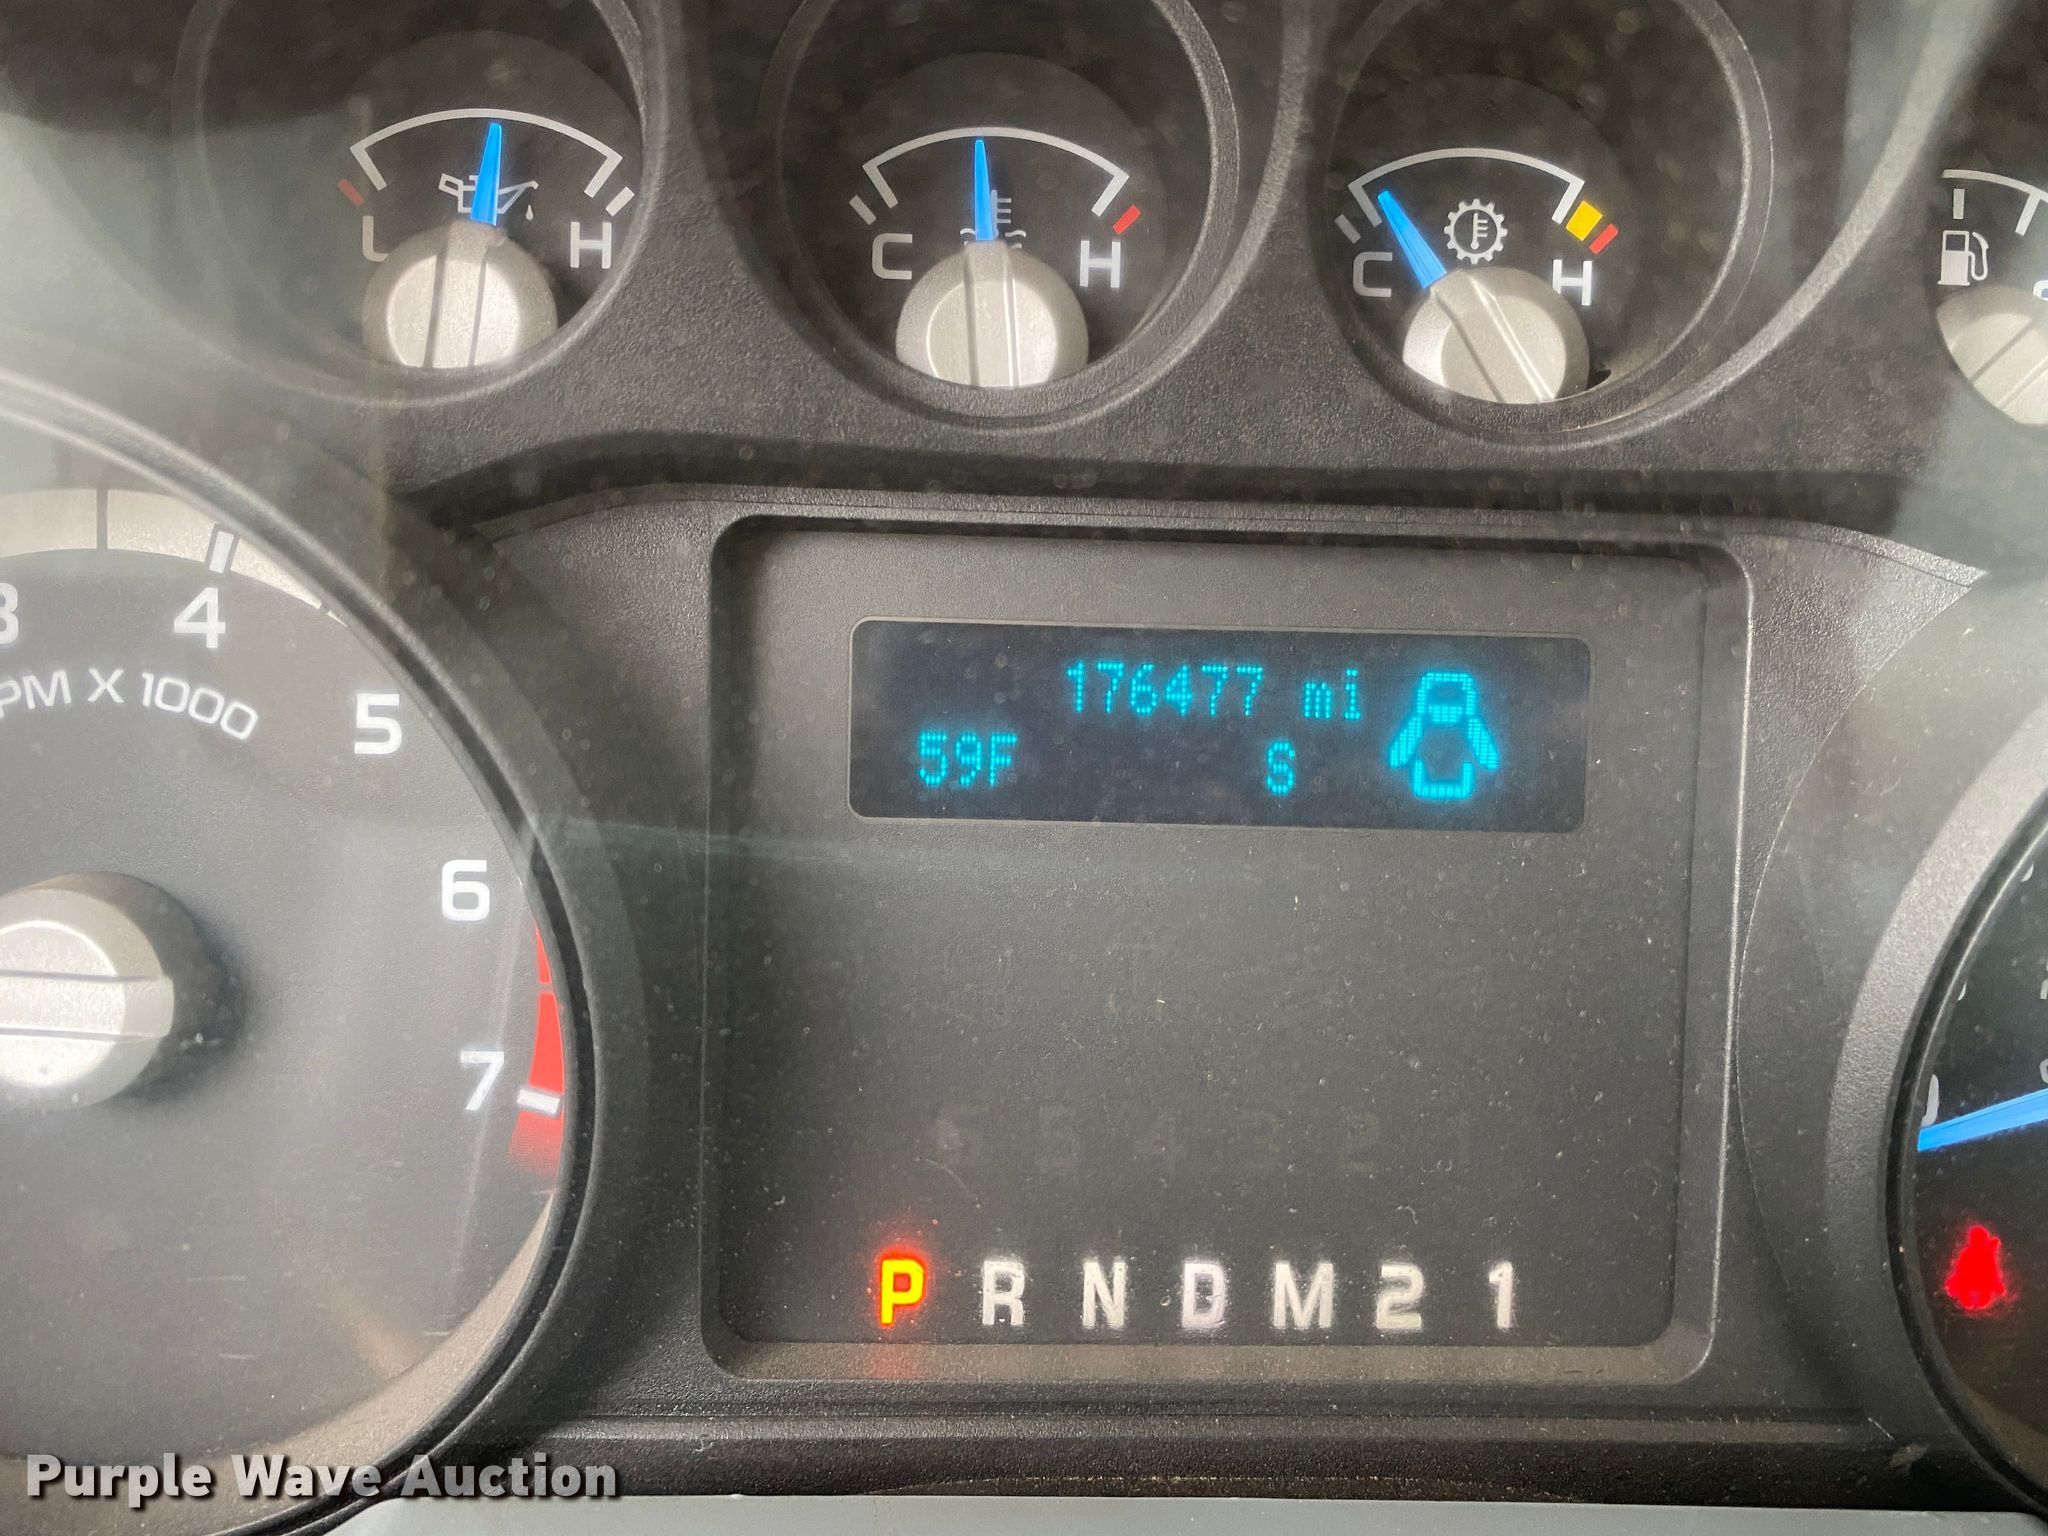 L H
C H
C H
176477 mi
59F S
3 4 5 6 7
PM X 1000
P R N D M 2 1
Purple Wave Auction